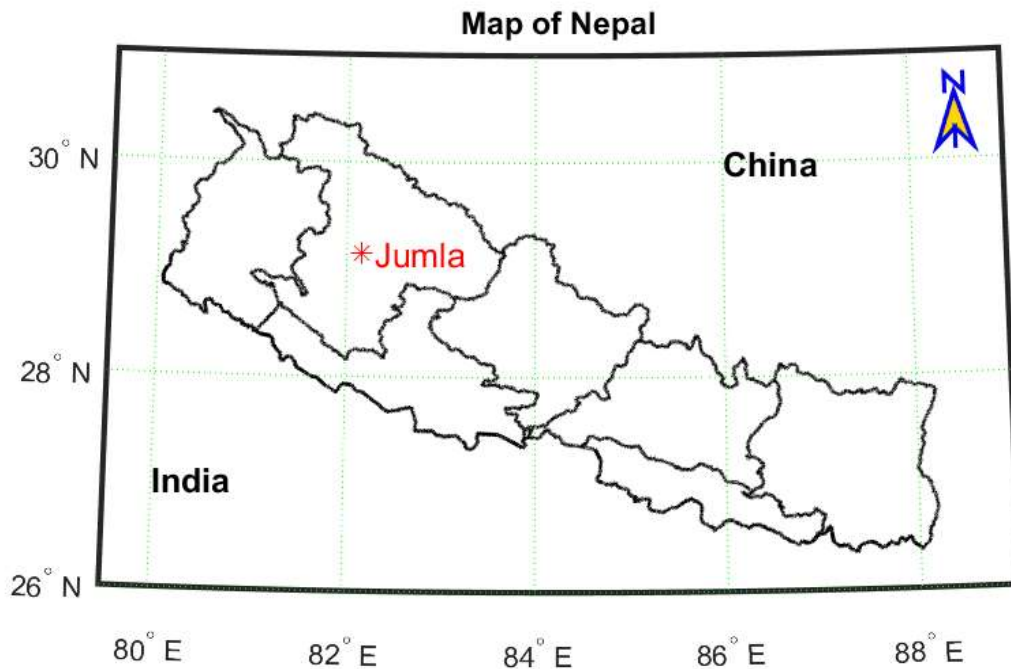 Map of Nepal
N
30° N
China
Jumla
28° N
India
26° N
80° E
82° E
84° E
86° E
88° E